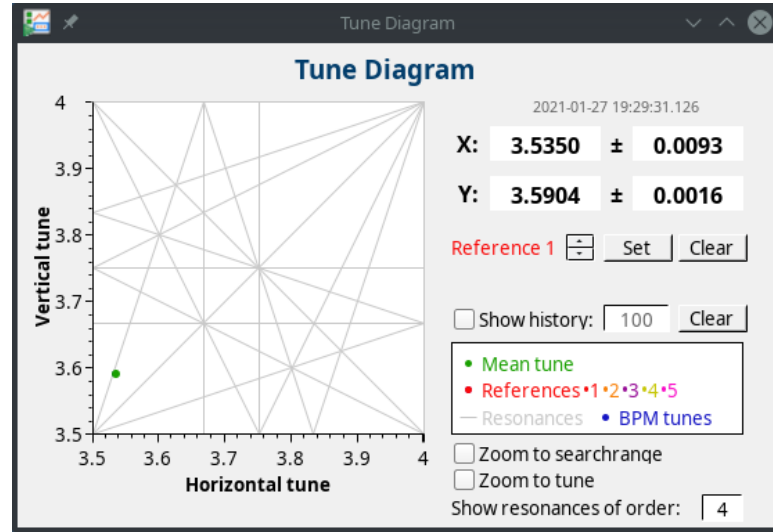 Tune Diagram
Tune Diagram
2021-01-27 19:29:31.126
X: 3.5350 ± 0.0093
Y: 3.5904 ± 0.0016
Reference 1 Set Clear
Show history: 100 Clear
• Mean tune
• References •1 •2 •3 •4 •5
— Resonances • BPM tunes
Zoom to searchrange
Zoom to tune
Show resonances of order: 4
Vertical tune
4
3.9
3.8
3.7
3.6
3.5
3.5 3.6 3.7 3.8 3.9 4
Horizontal tune